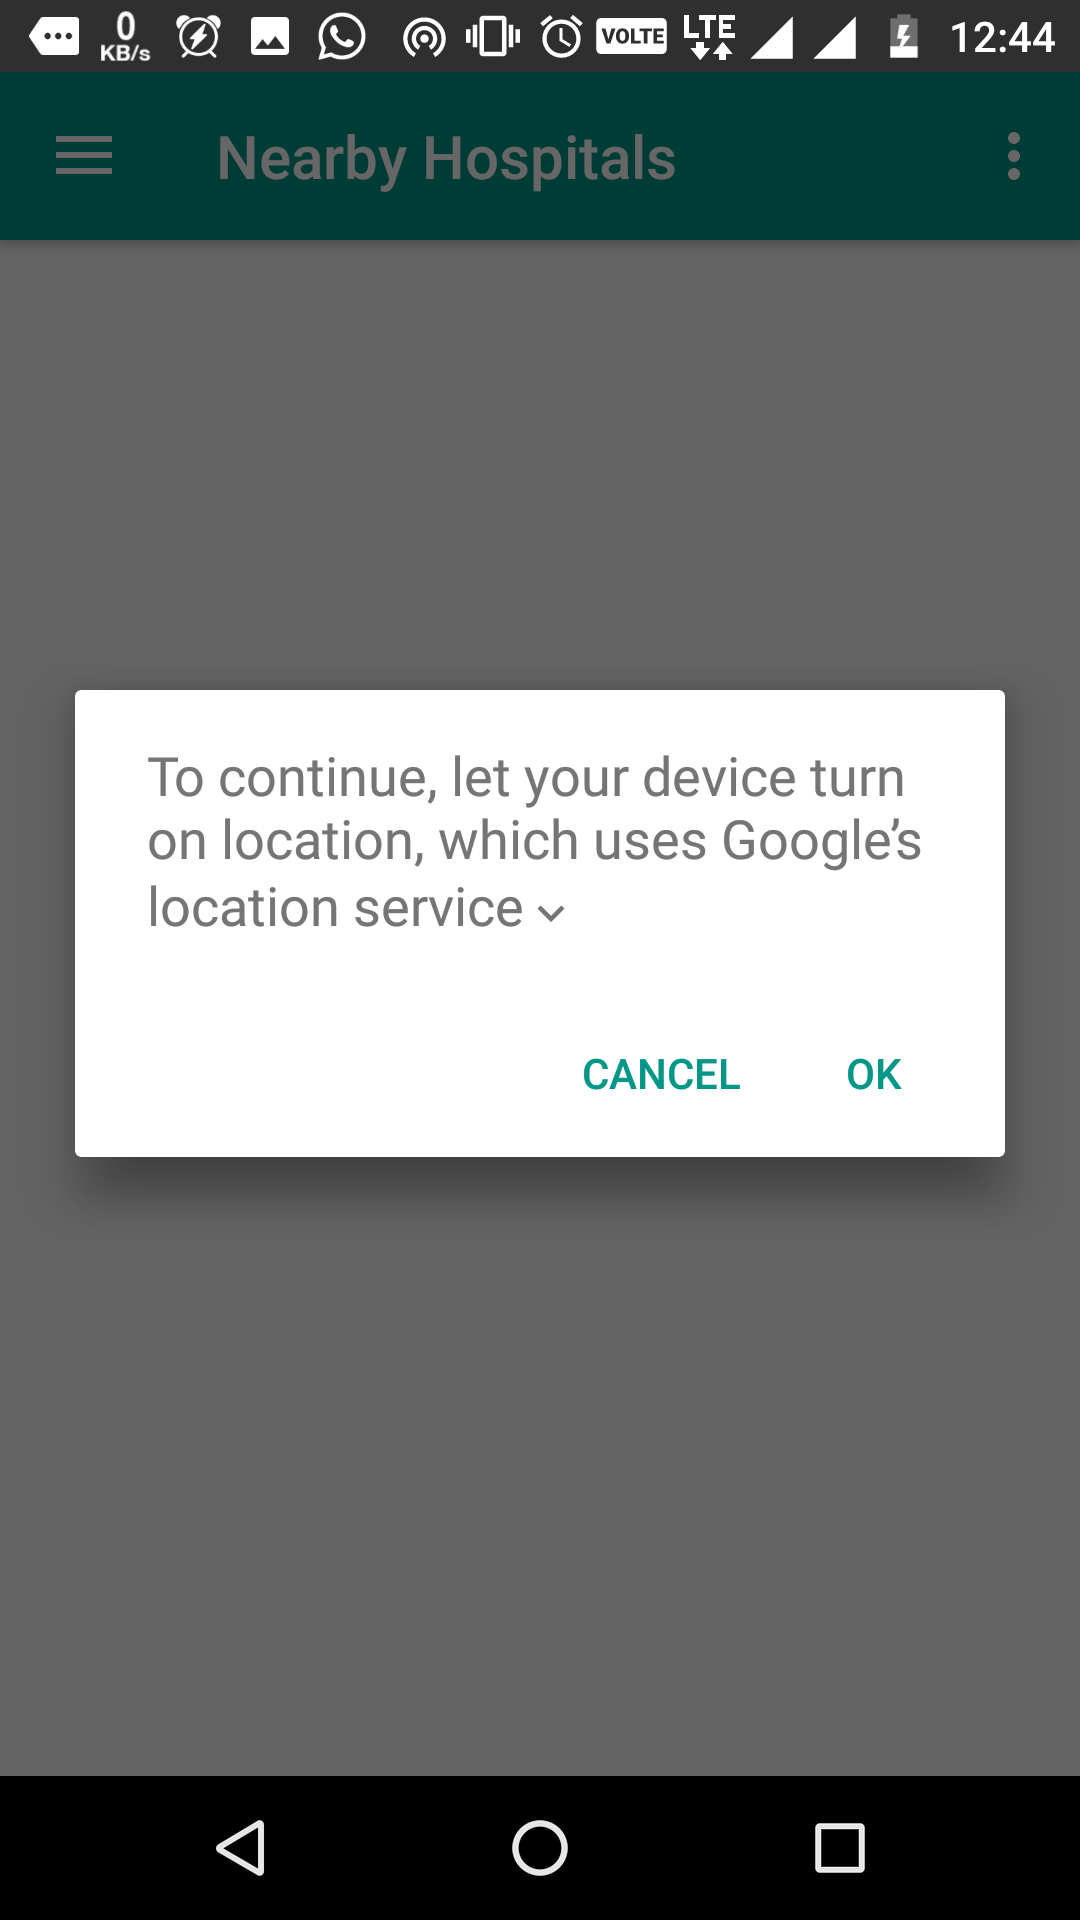 0
KB/s
VOLTE
LTE
12:44
Nearby Hospitals
To continue, let your device turn
on location, which uses Google’s
location service
CANCEL OK